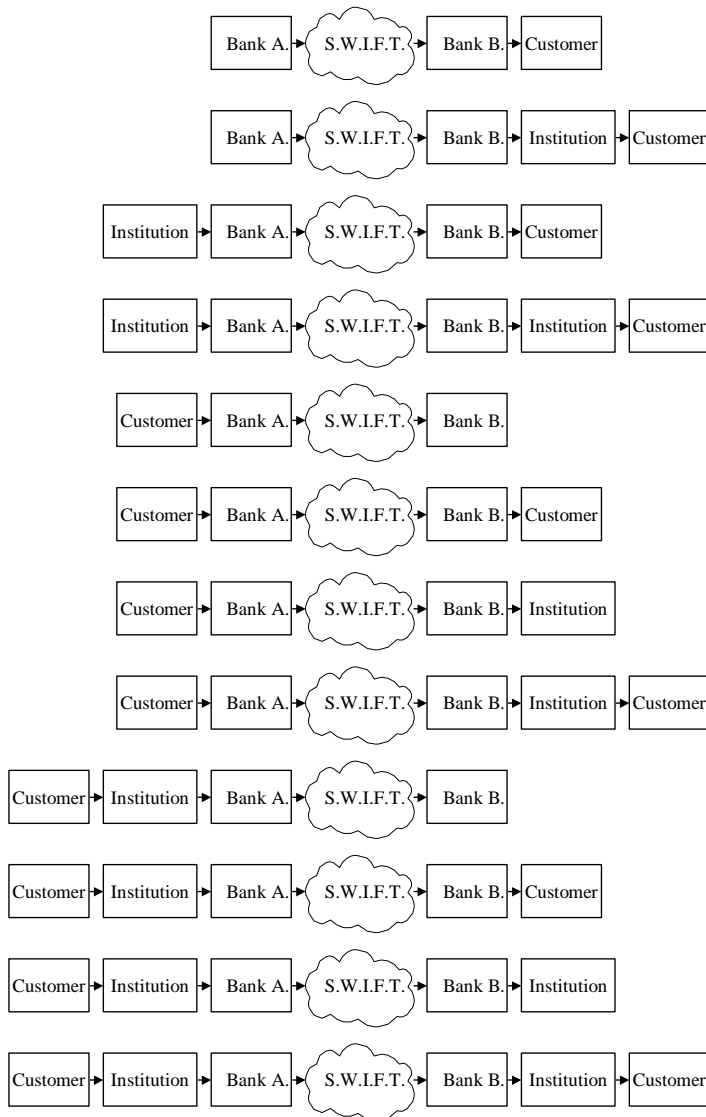 Bank A. S.W.I.F.T. Bank B. Customer
Bank A. S.W.I.F.T. Bank B. Institution Customer
Institution Bank A. S.W.I.F.T. Bank B. Customer
Institution Bank A. S.W.I.F.T. Bank B. Institution Customer
Customer Bank A. S.W.I.F.T. Bank B.
Customer Bank A. S.W.I.F.T. Bank B. Customer
Customer Bank A. S.W.I.F.T. Bank B. Institution
Customer Bank A. S.W.I.F.T. Bank B. Institution Customer
Customer Institution Bank A. S.W.I.F.T. Bank B.
Customer Institution Bank A. S.W.I.F.T. Bank B. Customer
Customer Institution Bank A. S.W.I.F.T. Bank B. Institution
Customer Institution Bank A. S.W.I.F.T. Bank B. Institution Customer